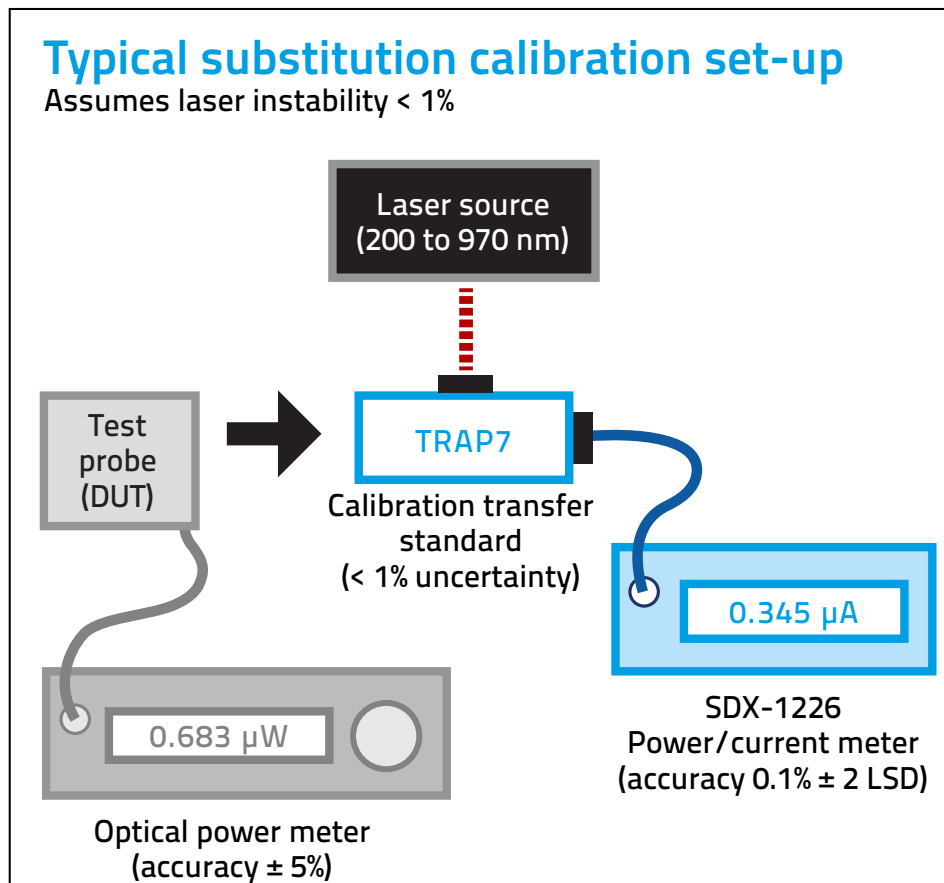 Typical substitution calibration set-up
Assumes laser instability < 1%
Laser source
(200 to 970 nm)
Test
probe
(DUT)
TRAP7
Calibration transfer
standard
(< 1% uncertainty)
0.345 µA
SDX-1226
Power/current meter
(accuracy 0.1% ± 2 LSD)
0.683 µW
Optical power meter
(accuracy ± 5%)